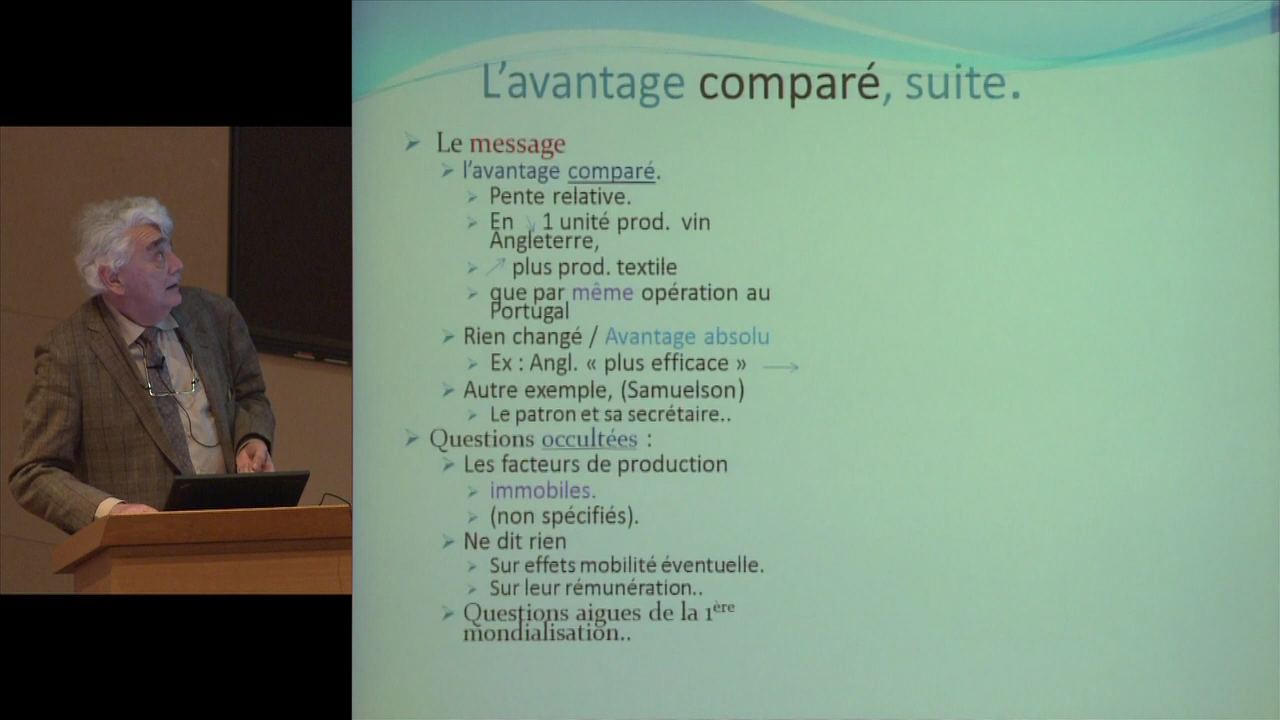 L'avantage comparé, suite.
➢ Le message
➢ l'avantage comparé.
➢ Pente relative.
➢ En ↘ 1 unité prod. vin
Angleterre,
➢ ↗ plus prod. textile
➢ que par même opération au
Portugal
➢ Rien changé / Avantage absolu
➢ Ex : Angl. « plus efficace » →
➢ Autre exemple, (Samuelson)
➢ Le patron et sa secrétaire..
➢ Questions occultées :
➢ Les facteurs de production
➢ immobiles.
➢ (non spécifiés).
➢ Ne dit rien
➢ Sur effets mobilité éventuelle.
➢ Sur leur rémunération..
➢ Questions aigues de la 1ère
mondialisation..